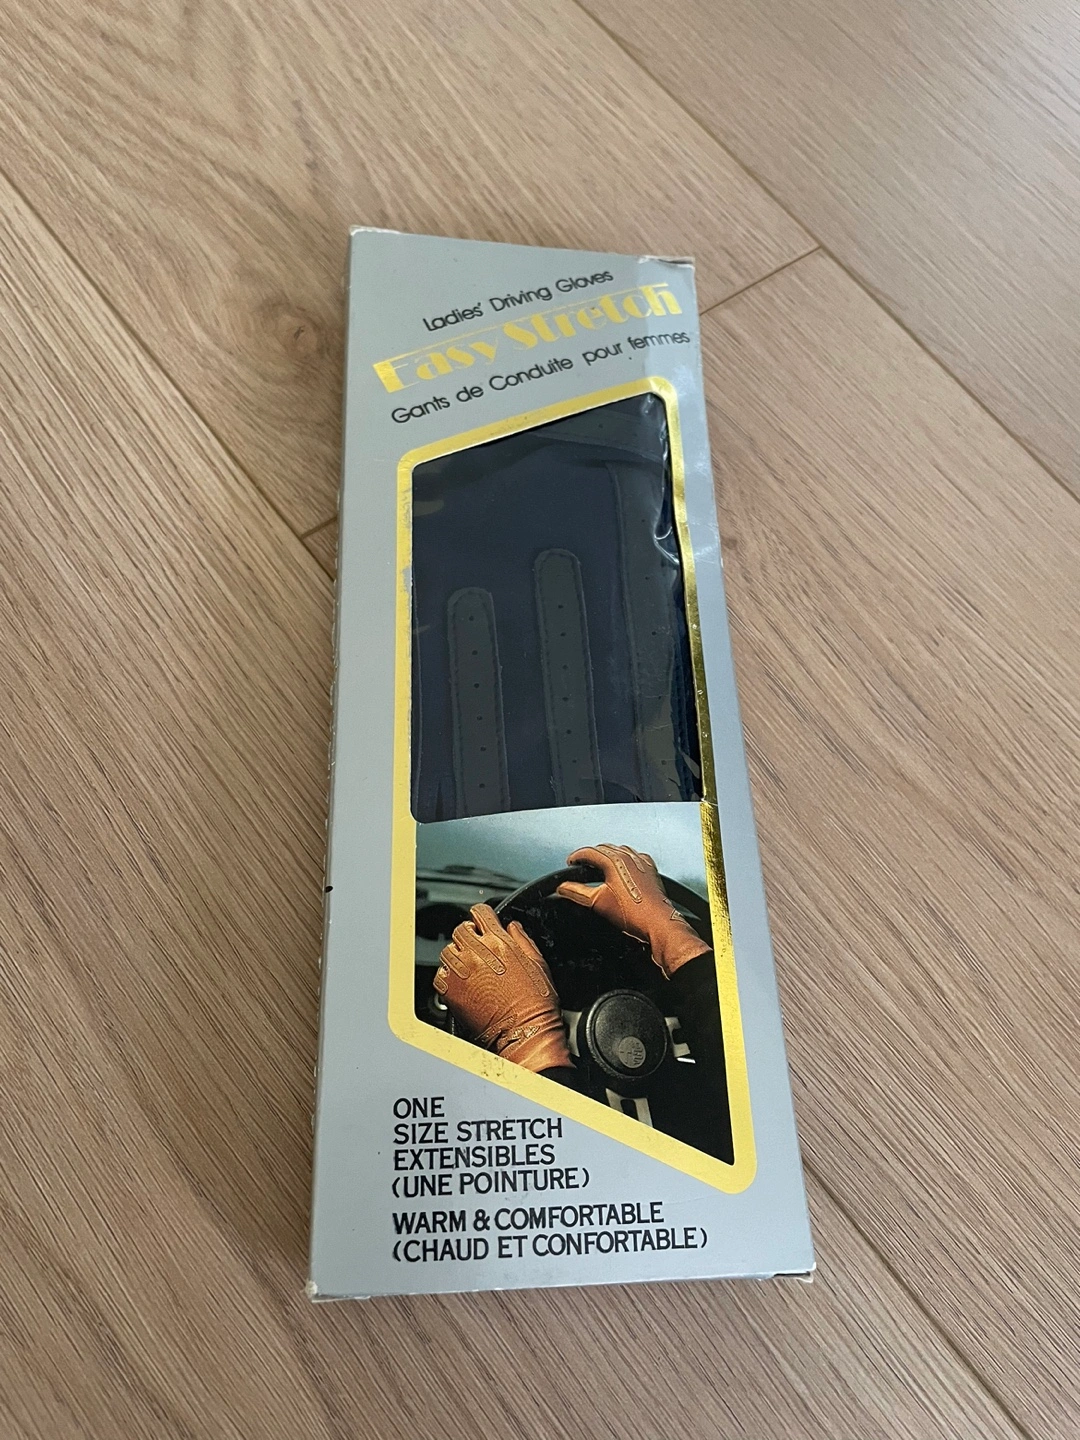 Ladies' Driving Gloves
Easy Stretch
Gants de Conduite pour femmes
ONE
SIZE STRETCH
EXTENSIBLES
(UNE POINTURE)
WARM & COMFORTABLE
(CHAUD ET CONFORTABLE)